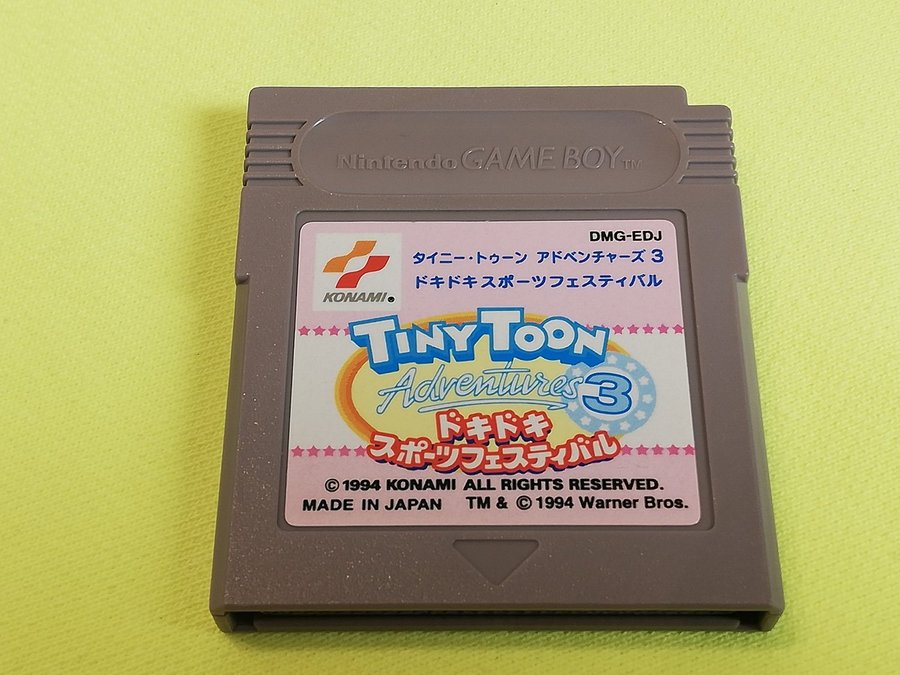 Nintendo GAME BOY TM
DMG-EDJ
タイニー・トゥーン アドベンチャーズ 3
ドキドキスポーツフェスティバル
KONAMI®
TINY TOON
Adventures 3
ドキドキ
スポーツフェスティバル
© 1994 KONAMI ALL RIGHTS RESERVED.
MADE IN JAPAN TM & © 1994 Warner Bros.